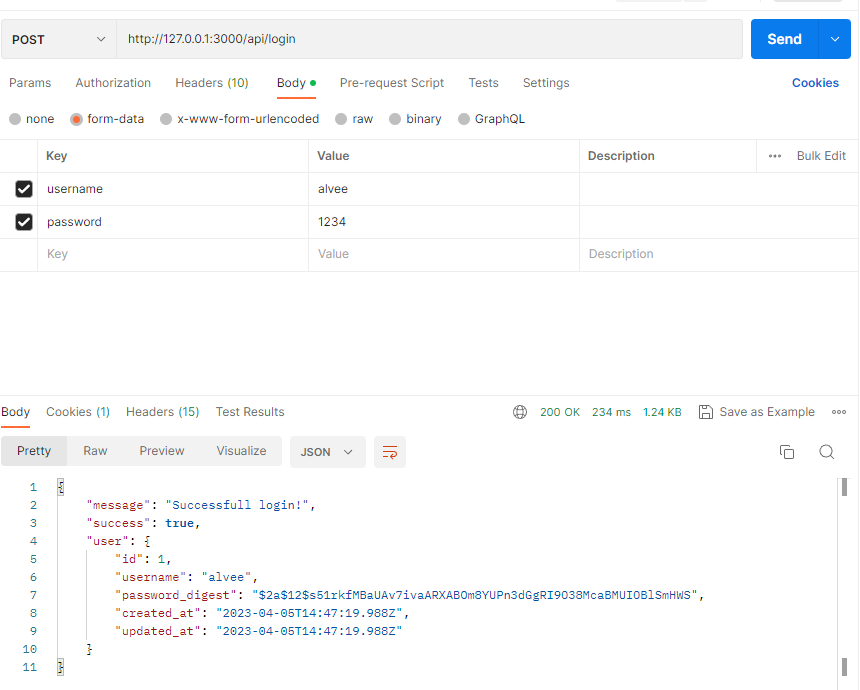 POST http://127.0.0.1:3000/api/login Send
Params Authorization Headers (10) Body Pre-request Script Tests Settings Cookies
none form-data x-www-form-urlencoded raw binary GraphQL
Key Value Description ••• Bulk Edit
username alvee
password 1234
Key Value Description
Body Cookies (1) Headers (15) Test Results 200 OK 234 ms 1.24 KB Save as Example
Pretty Raw Preview Visualize JSON
1 {
2 "message": "Successfull login!",
3 "success": true,
4 "user": {
5 "id": 1,
6 "username": "alvee",
7 "password_digest": "$2a$12$s51rkfMBaUAv7ivaARXABOm8YUPn3dGgRI9O38McaBMUIOBlSmHWS",
8 "created_at": "2023-04-05T14:47:19.988Z",
9 "updated_at": "2023-04-05T14:47:19.988Z"
10 }
11 }